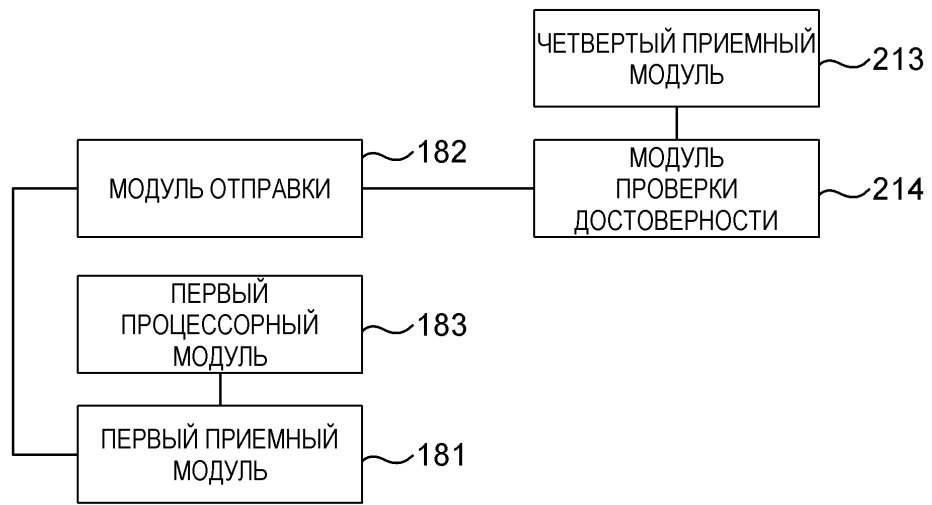 ЧЕТВЕРТЫЙ ПРИЕМНЫЙ
МОДУЛЬ
213
182
МОДУЛЬ ОТПРАВКИ
МОДУЛЬ
ПРОВЕРКИ
ДОСТОВЕРНОСТИ
214
ПЕРВЫЙ
ПРОЦЕССОРНЫЙ
МОДУЛЬ
183
ПЕРВЫЙ ПРИЕМНЫЙ
МОДУЛЬ
181